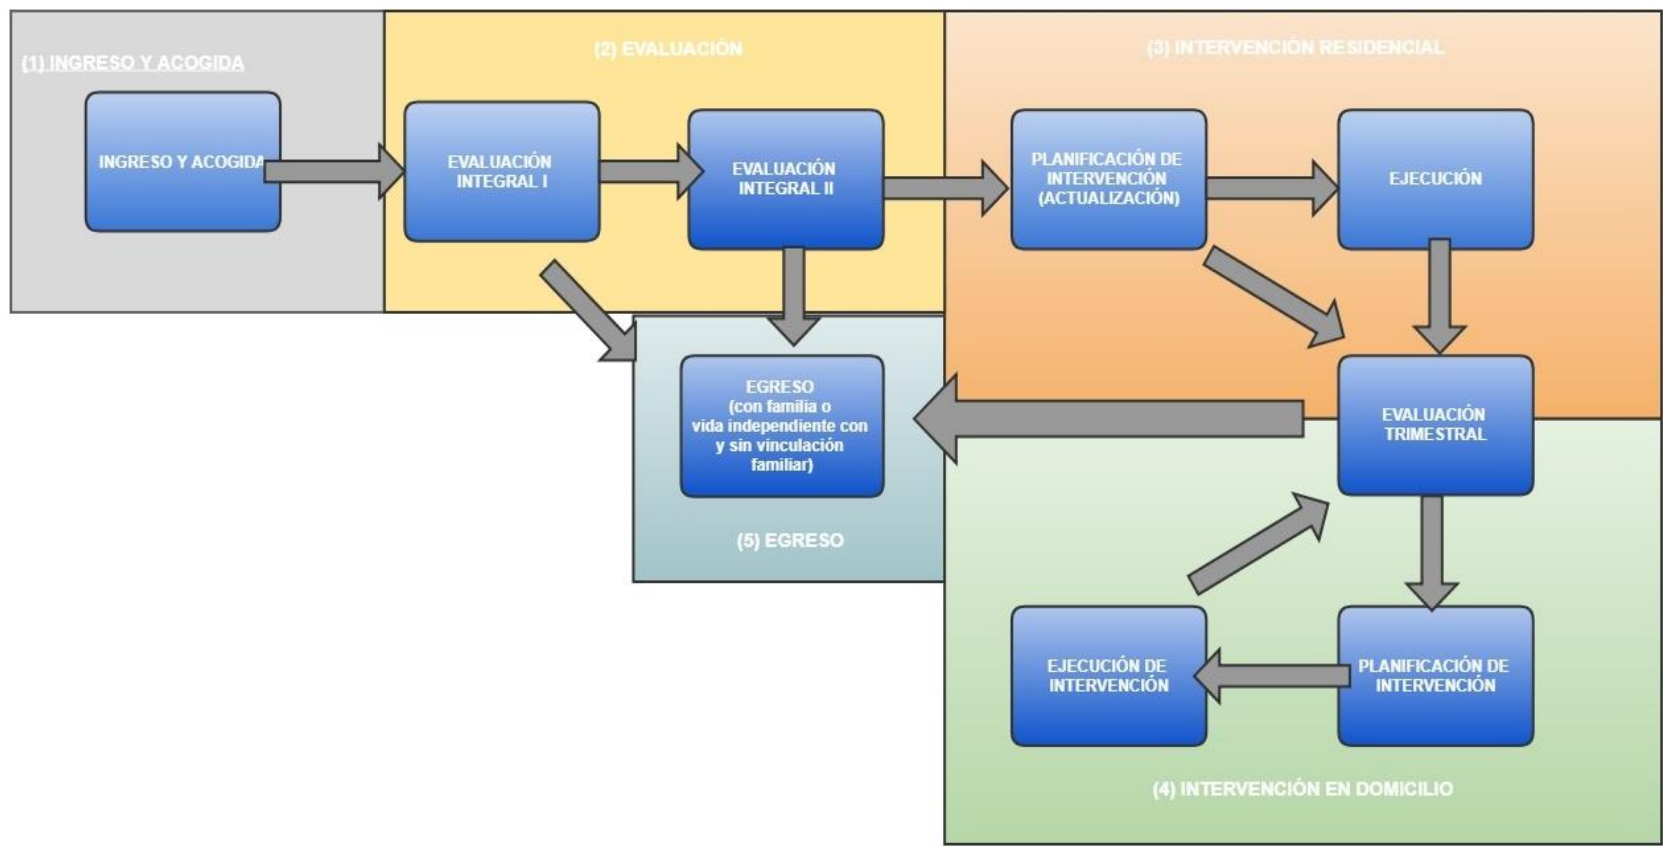 (1) INGRESO Y ACOGIDA
INGRESO Y ACOGIDA
(2) EVALUACIÓN
EVALUACIÓN
INTEGRAL I
EVALUACIÓN
INTEGRAL II
(3) INTERVENCIÓN RESIDENCIAL
PLANIFICACIÓN DE
INTERVENCIÓN
(ACTUALIZACIÓN)
EJECUCIÓN
EGRESO
(con familia o
vida independiente con
y sin vinculación
familiar)
(5) EGRESO
EVALUACIÓN
TRIMESTRAL
EJECUCIÓN DE
INTERVENCIÓN
PLANIFICACIÓN DE
INTERVENCIÓN
(4) INTERVENCIÓN EN DOMICILIO